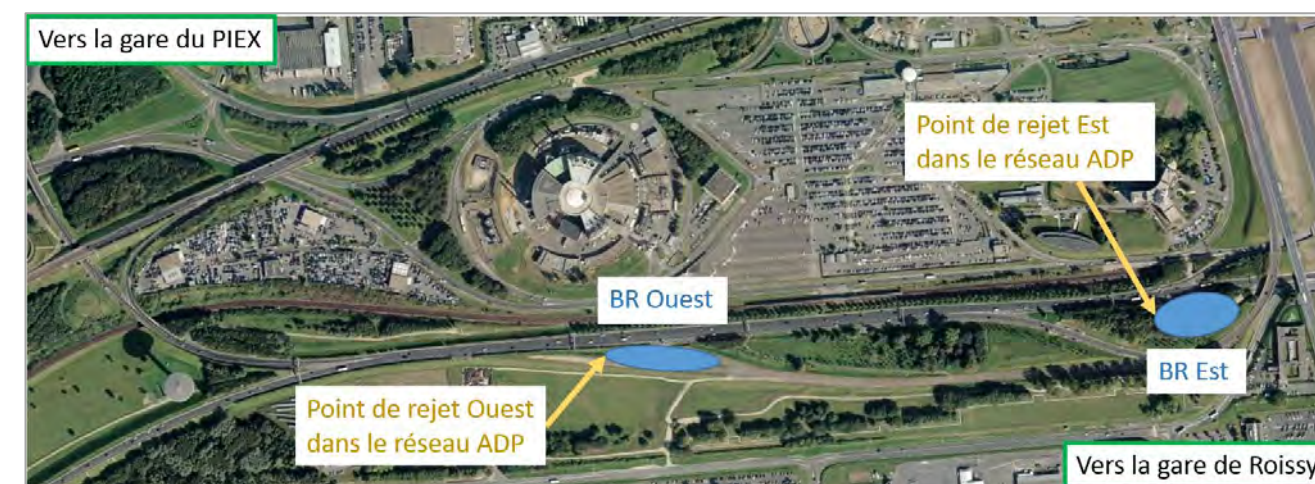 Vers la gare du PIEX
Point de rejet Est
dans le réseau ADP
BR Ouest
BR Est
Point de rejet Ouest
dans le réseau ADP
Vers la gare de Roissy